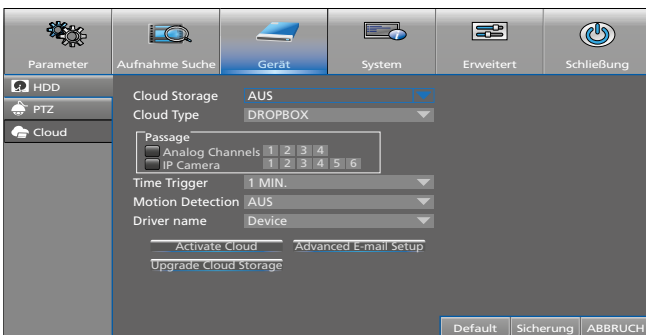 Parameter Aufnahme Suche Gerät System Erweitert Schließung
HDD
PTZ
Cloud
Cloud Storage AUS
Cloud Type DROPBOX
Passage
Analog Channels 1 2 3 4
IP Camera 1 2 3 4 5 6
Time Trigger 1 MIN.
Motion Detection AUS
Driver name Device
Activate Cloud Advanced E-mail Setup
Upgrade Cloud Storage
Default Sicherung ABBRUCH